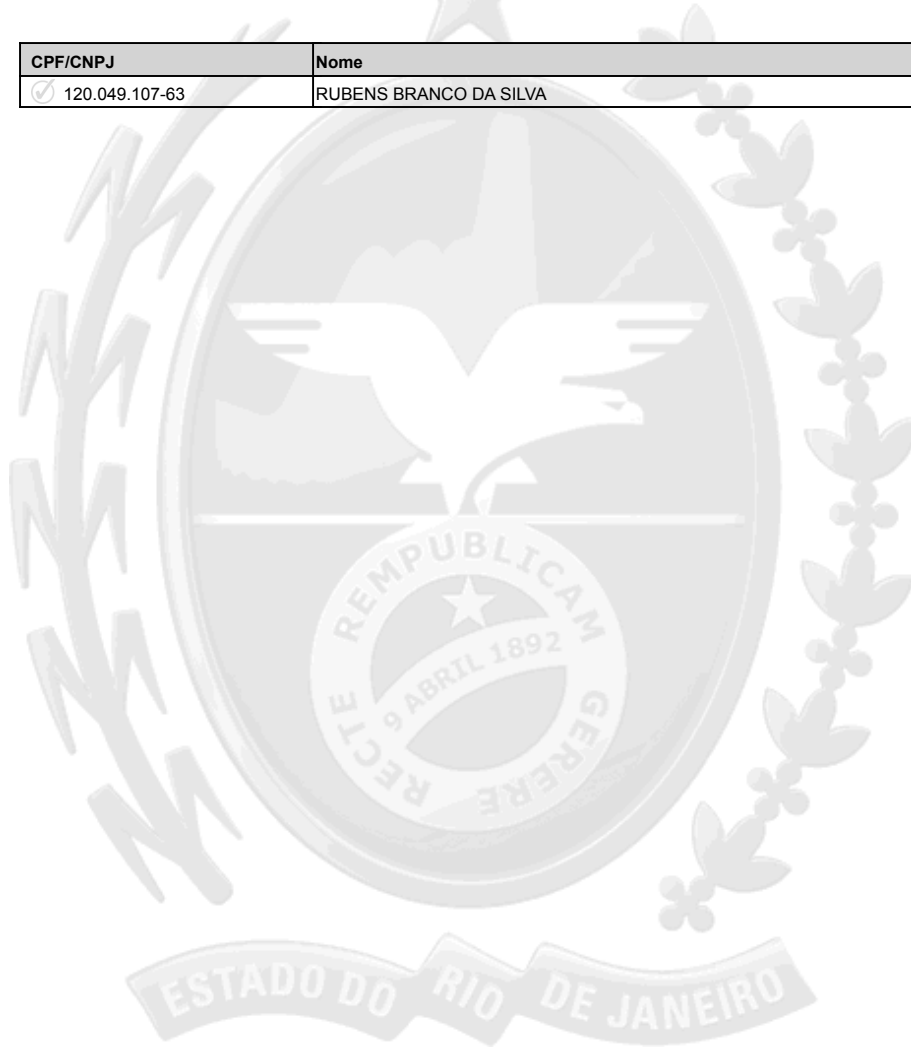 CPF/CNPJ Nome
120.049.107-63 RUBENS BRANCO DA SILVA
RECTE REMPUBLICAM GERERE
9 ABRIL 1892
ESTADO DO RIO DE JANEIRO